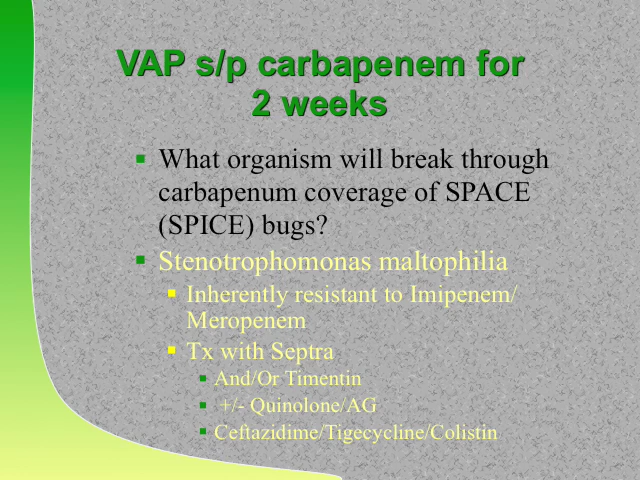 VAP s/p carbapenem for
2 weeks
What organism will break through
carbapenum coverage of SPACE
(SPICE) bugs?
Stenotrophomonas maltophilia
Inherently resistant to Imipenem/
Meropenem
Tx with Septra
And/Or Timentin
+/- Quinolone/AG
Ceftazidime/Tigecycline/Colistin